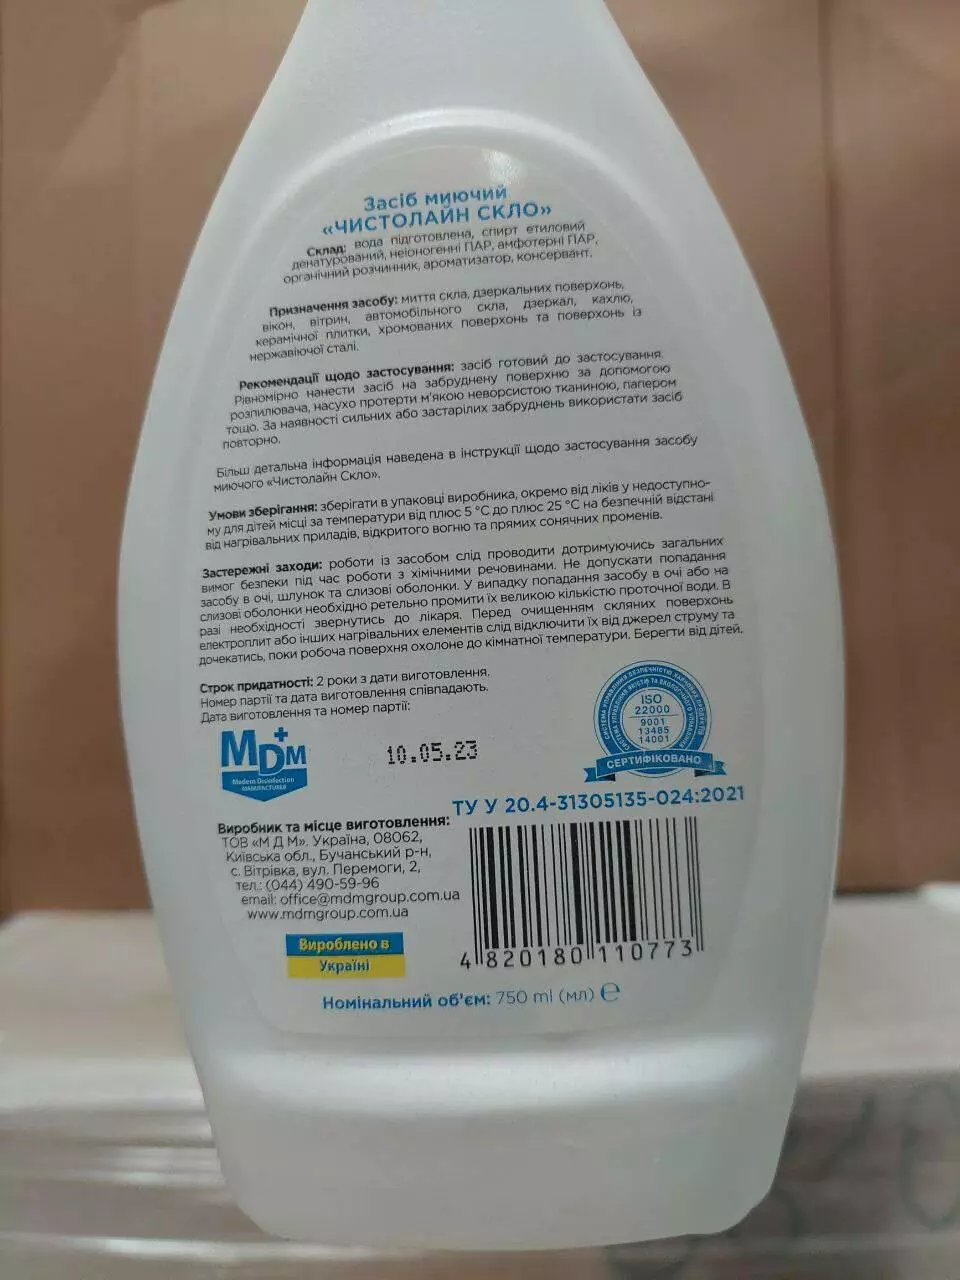 Засіб миючий
«ЧИСТОЛАЙН СКЛО»
Склад: вода підготовлена, спирт етиловий
денатурований, неіоногенні ПАР, амфотерні ПАР,
органічний розчинник, ароматизатор, консервант.
Призначення засобу: миття скла, дзеркальних поверхонь,
вікон, вітрин, автомобільного скла, дзеркал, кахлю,
керамічної плитки, хромованих поверхонь та поверхонь із
нержавіючої сталі.
Рекомендації щодо застосування: засіб готовий до застосування.
Рівномірно нанести засіб на забруднену поверхню за допомогою
розпилювача, насухо протерти м'якою неворсистою тканиною, папером
тощо. За наявності сильних або застарілих забруднень використати засіб
повторно.
Більш детальна інформація наведена в інструкції щодо застосування засобу
миючого «Чистолайн Скло».
Умови зберігання: зберігати в упаковці виробника, окремо від ліків у недоступно-
му для дітей місці за температури від плюс 5 °С до плюс 25 °С на безпечній відстані
від нагрівальних приладів, відкритого вогню та прямих сонячних променів.
Застережні заходи: роботи із засобом слід проводити дотримуючись загальних
вимог безпеки під час роботи з хімічними речовинами. Не допускати попадання
засобу в очі, шлунок та слизові оболонки. У випадку попадання засобу в очі або на
слизові оболонки необхідно ретельно промити їх великою кількістю проточної води. В
разі необхідності звернутись до лікаря. Перед очищенням скляних поверхонь
електроплит або інших нагрівальних елементів слід відключити їх від джерел струму та
дочекатись, поки робоча поверхня охолоне до кімнатної температури. Берегти від дітей.
Строк придатності: 2 роки з дати виготовлення.
Номер партії та дата виготовлення співпадають.
Дата виготовлення та номер партії:
10.05.23
MDM
Modern Disinfection
MANUFACTURER
ISO
22000
9001
13485
14001
СЕРТИФІКОВАНО
ТУ У 20.4-31305135-024:2021
Виробник та місце виготовлення:
ТОВ «М Д М». Україна, 08062,
Київська обл., Бучанський р-н,
с. Вітрівка, вул. Перемоги, 2,
тел.: (044) 490-59-96
email: office@mdmgroup.com.ua
www.mdmgroup.com.ua
Вироблено в
Україні
4 820180 110773
Номінальний об'єм: 750 ml (мл) ℮